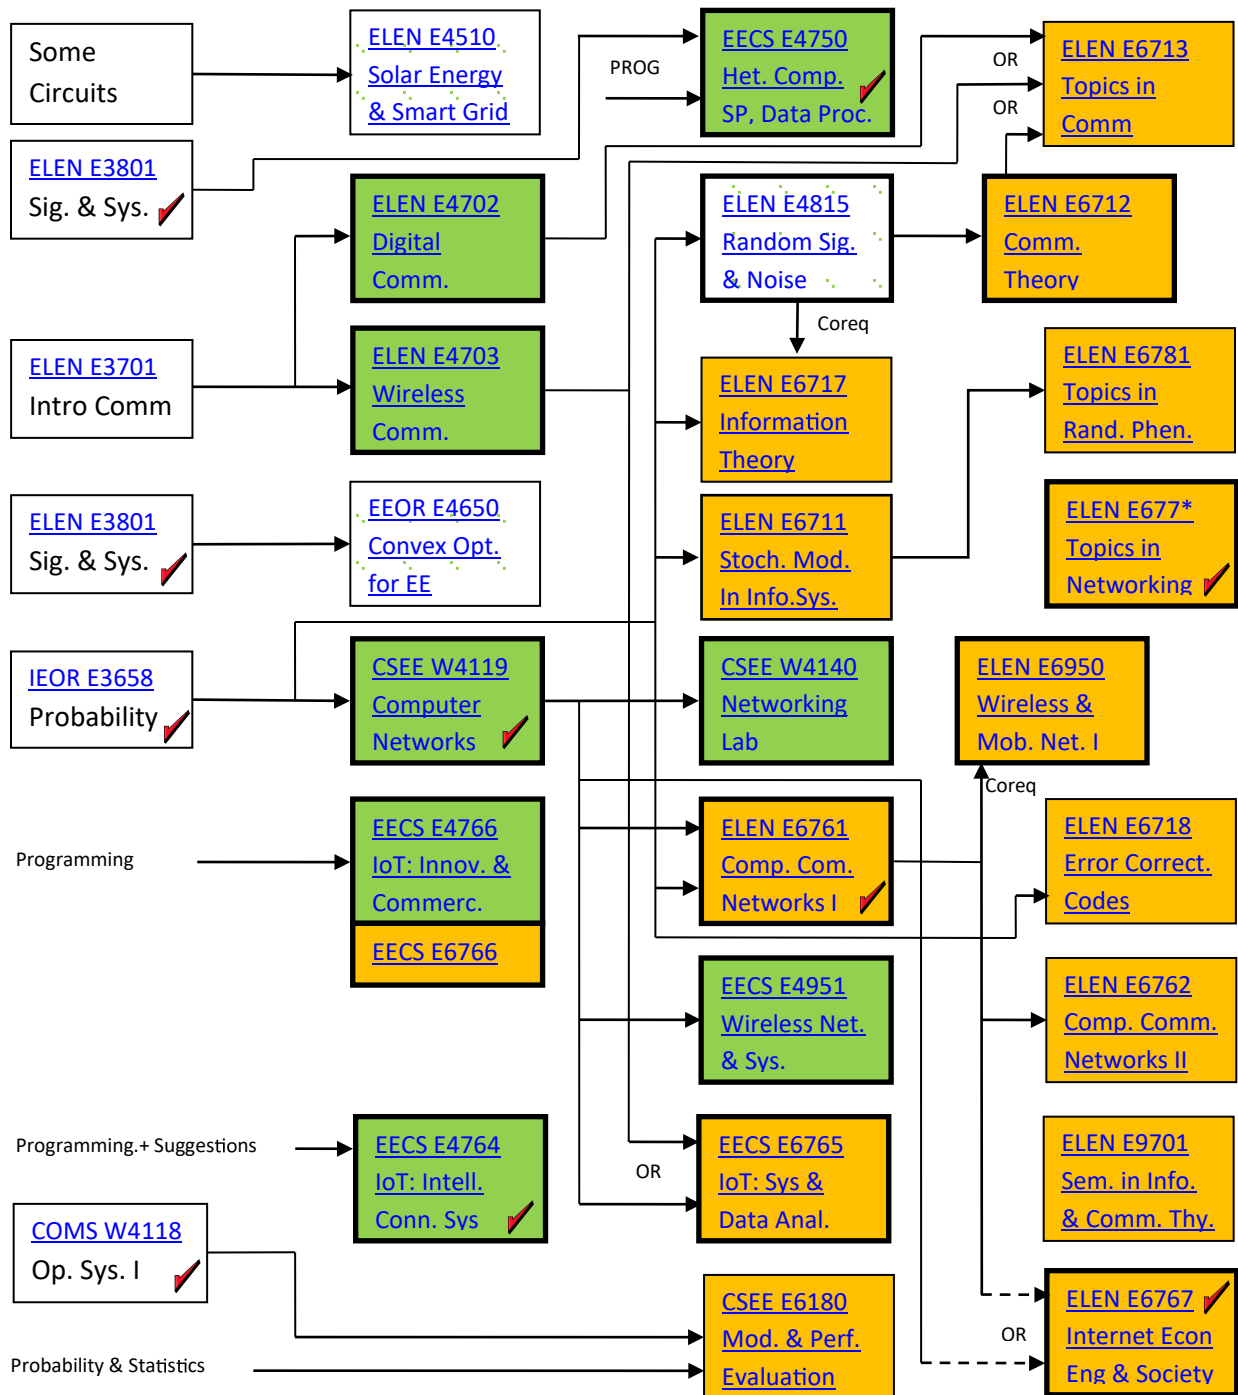 Some
Circuits
ELEN E4510
Solar Energy
& Smart Grid
PROG
EECS E4750
Het. Comp.
SP, Data Proc.
OR
OR
ELEN E6713
Topics in
Comm
ELEN E3801
Sig. & Sys.
ELEN E4702
Digital
Comm.
ELEN E4815
Random Sig.
& Noise
ELEN E6712
Comm.
Theory
Coreq
ELEN E3701
Intro Comm
ELEN E4703
Wireless
Comm.
ELEN E6717
Information
Theory
ELEN E6781
Topics in
Rand. Phen.
ELEN E3801
Sig. & Sys.
EEOR E4650
Convex Opt.
for EE
ELEN E6711
Stoch. Mod.
In Info.Sys.
ELEN E677*
Topics in
Networking
IEOR E3658
Probability
CSEE W4119
Computer
Networks
CSEE W4140
Networking
Lab
ELEN E6950
Wireless &
Mob. Net. I
Coreq
Programming
EECS E4766
IoT: Innov. &
Commerc.
EECS E6766
ELEN E6761
Comp. Com.
Networks I
ELEN E6718
Error Correct.
Codes
EECS E4951
Wireless Net.
& Sys.
ELEN E6762
Comp. Comm.
Networks II
Programming.+ Suggestions
EECS E4764
IoT: Intell.
Conn. Sys
OR
EECS E6765
IoT: Sys &
Data Anal.
ELEN E9701
Sem. in Info.
& Comm. Thy.
COMS W4118
Op. Sys. I
Probability & Statistics
CSEE E6180
Mod. & Perf.
Evaluation
OR
ELEN E6767
Internet Econ
Eng & Society